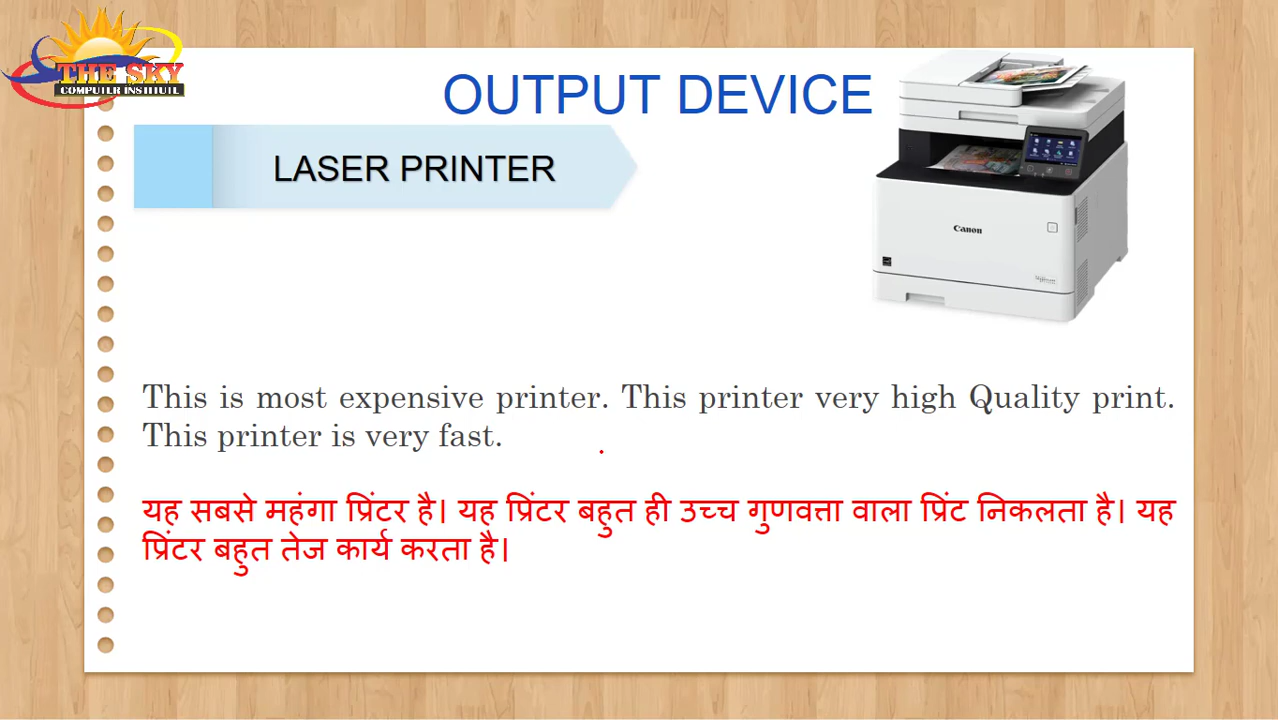 THE SKY
COMPUTER INSTITUTE
OUTPUT DEVICE
LASER PRINTER
Canon
This is most expensive printer. This printer very high Quality print.
This printer is very fast.
यह सबसे महंगा प्रिंटर है। यह प्रिंटर बहुत ही उच्च गुणवत्ता वाला प्रिंट निकलता है। यह
प्रिंटर बहुत तेज कार्य करता है।